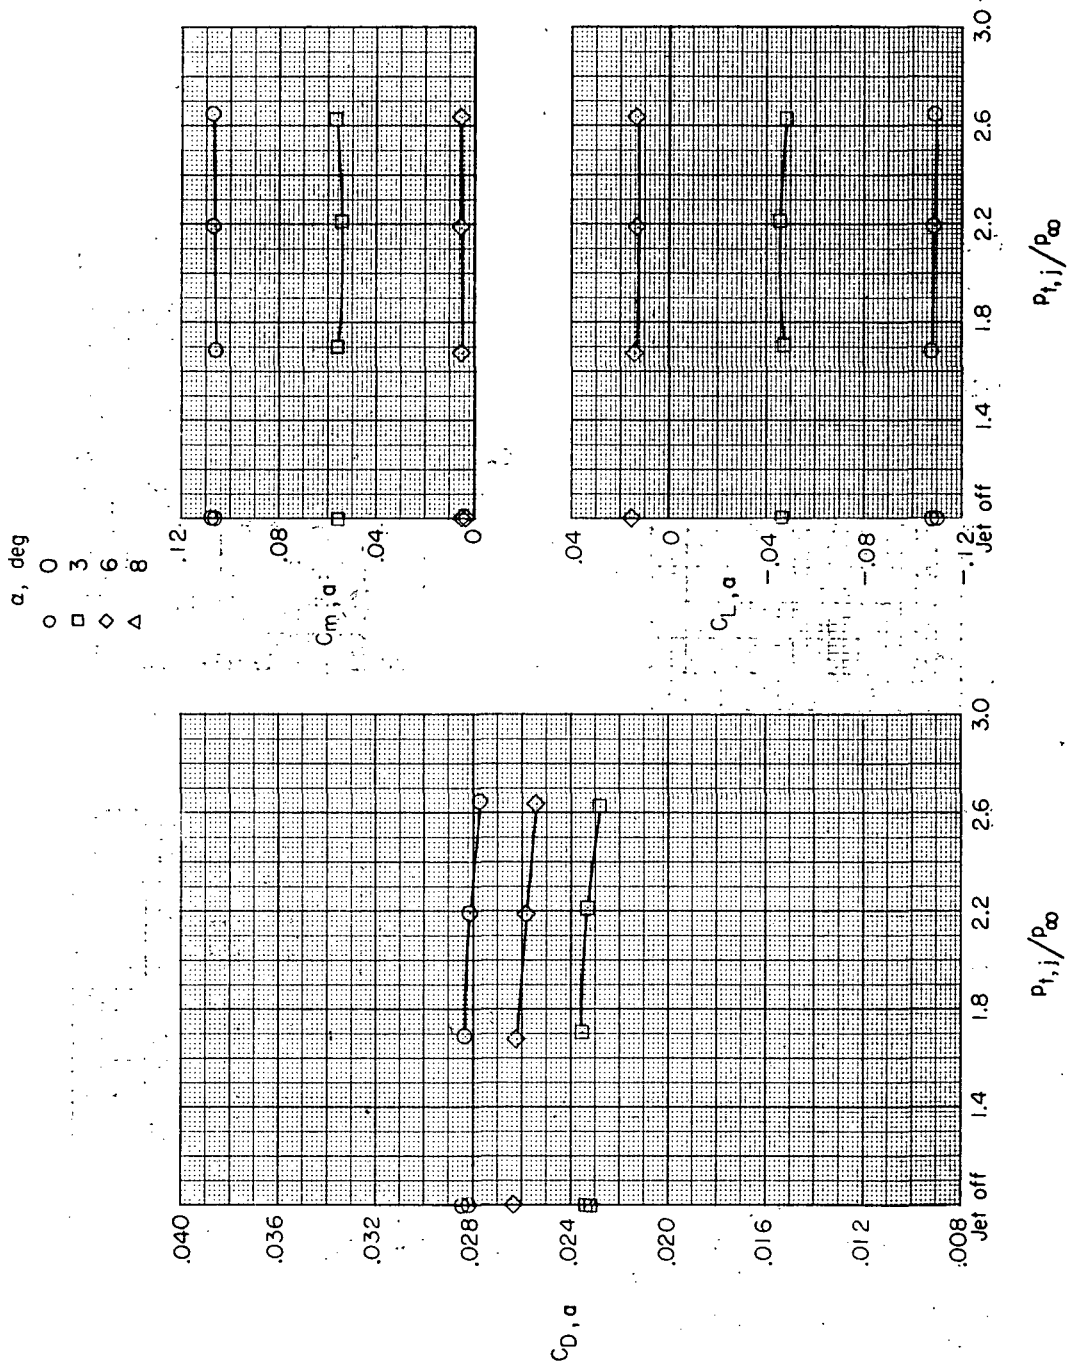 α, deg
○ 0
□ 3
◇ 6
△ 8
.040
.036
.032
.028
.024
.020
.016
.012
.008
C_D,a
Jet off 1.4 1.8 2.2 2.6 3.0
p_t,j/p_∞
.12
.08
.04
0
C_m,a
.04
0
-.04
-.08
-.12
C_L,a
Jet off 1.4 1.8 2.2 2.6 3.0
p_t,j/p_∞